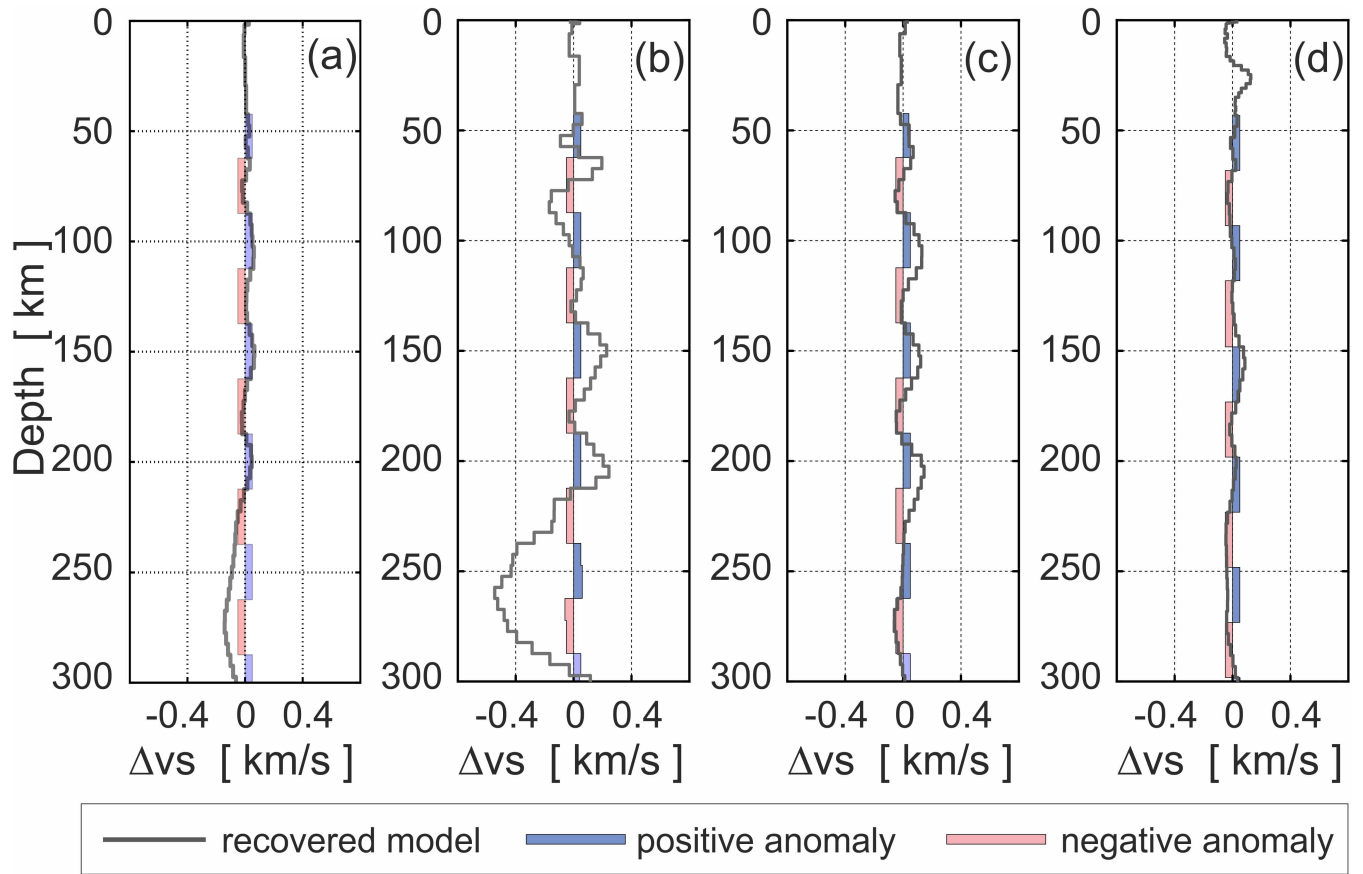 Depth [ km ]
0
50
100
150
200
250
300
(a)
-0.4 0 0.4
Δvs [ km/s ]
0
50
100
150
200
250
300
(b)
-0.4 0 0.4
Δvs [ km/s ]
0
50
100
150
200
250
300
(c)
-0.4 0 0.4
Δvs [ km/s ]
0
50
100
150
200
250
300
(d)
-0.4 0 0.4
Δvs [ km/s ]
recovered model positive anomaly negative anomaly